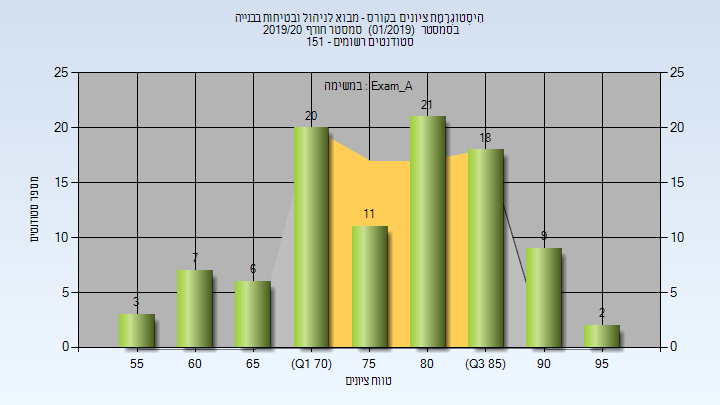 היסטוגרמת ציונים בקורס - מבוא לניהול ובטיחות בבנייה
בסמסטר (01/2019) סמסטר חורף 2019/20
סטודנטים רשומים - 151
במשימה : Exam_A
25 25
20 20
15 15
10 10
5 5
0 0
3 7 6 20 11 21 18 9 2
מספר סטודנטים
55 60 65 (Q1 70) 75 80 (Q3 85) 90 95
טווח ציונים